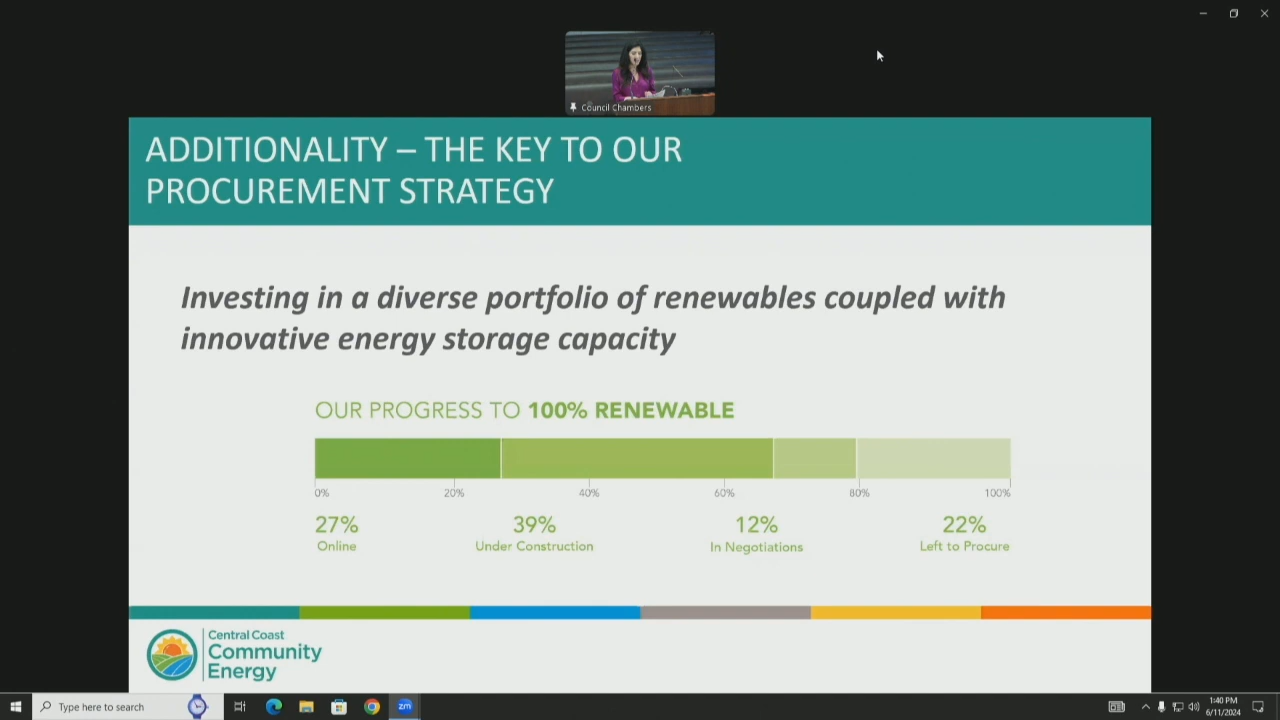 Council Chambers
ADDITIONALITY – THE KEY TO OUR
PROCUREMENT STRATEGY
Investing in a diverse portfolio of renewables coupled with
innovative energy storage capacity
OUR PROGRESS TO 100% RENEWABLE
0% 20% 40% 60% 80% 100%
27% 39% 12% 22%
Online Under Construction In Negotiations Left to Procure
Central Coast
Community
Energy
Type here to search
zm
1:40 PM
6/11/2024